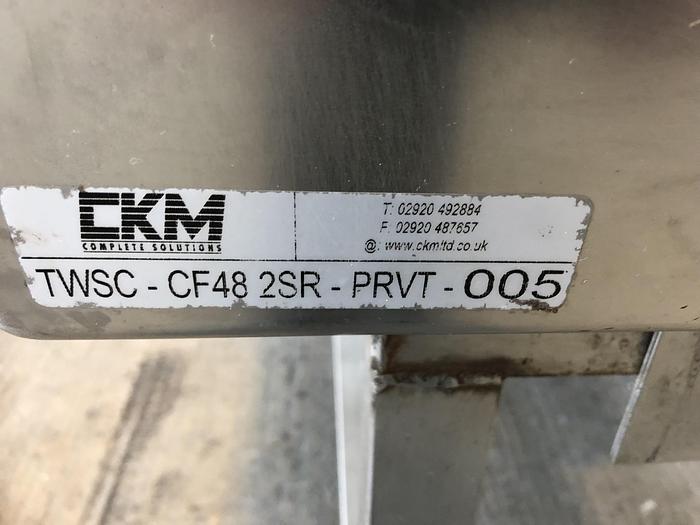 CKM
COMPLETE SOLUTIONS
T: 02920 492884
F: 02920 487657
@: www.ckmltd.co.uk
TWSC - CF48 2SR - PRVT - 005